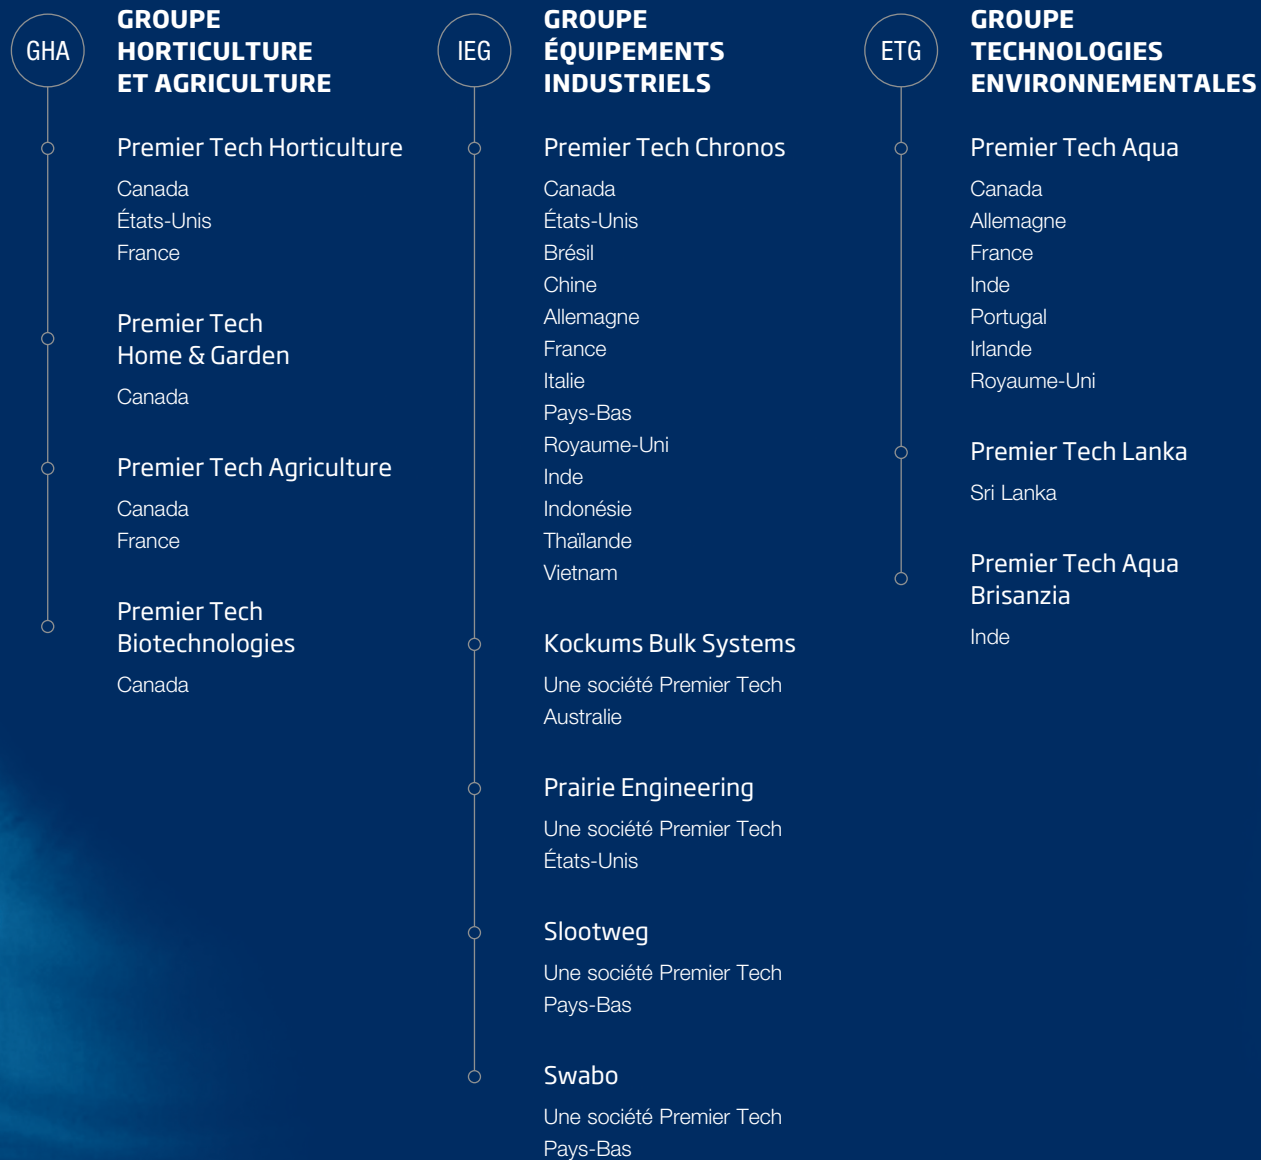 GHA
GROUPE
HORTICULTURE
ET AGRICULTURE
Premier Tech Horticulture
Canada
États-Unis
France
Premier Tech
Home & Garden
Canada
Premier Tech Agriculture
Canada
France
Premier Tech
Biotechnologies
Canada
IEG
GROUPE
ÉQUIPEMENTS
INDUSTRIELS
Premier Tech Chronos
Canada
États-Unis
Brésil
Chine
Allemagne
France
Italie
Pays-Bas
Royaume-Uni
Inde
Indonésie
Thaïlande
Vietnam
Kockums Bulk Systems
Une société Premier Tech
Australie
Prairie Engineering
Une société Premier Tech
États-Unis
Slootweg
Une société Premier Tech
Pays-Bas
Swabo
Une société Premier Tech
Pays-Bas
ETG
GROUPE
TECHNOLOGIES
ENVIRONNEMENTALES
Premier Tech Aqua
Canada
Allemagne
France
Inde
Portugal
Irlande
Royaume-Uni
Premier Tech Lanka
Sri Lanka
Premier Tech Aqua
Brisanzia
Inde